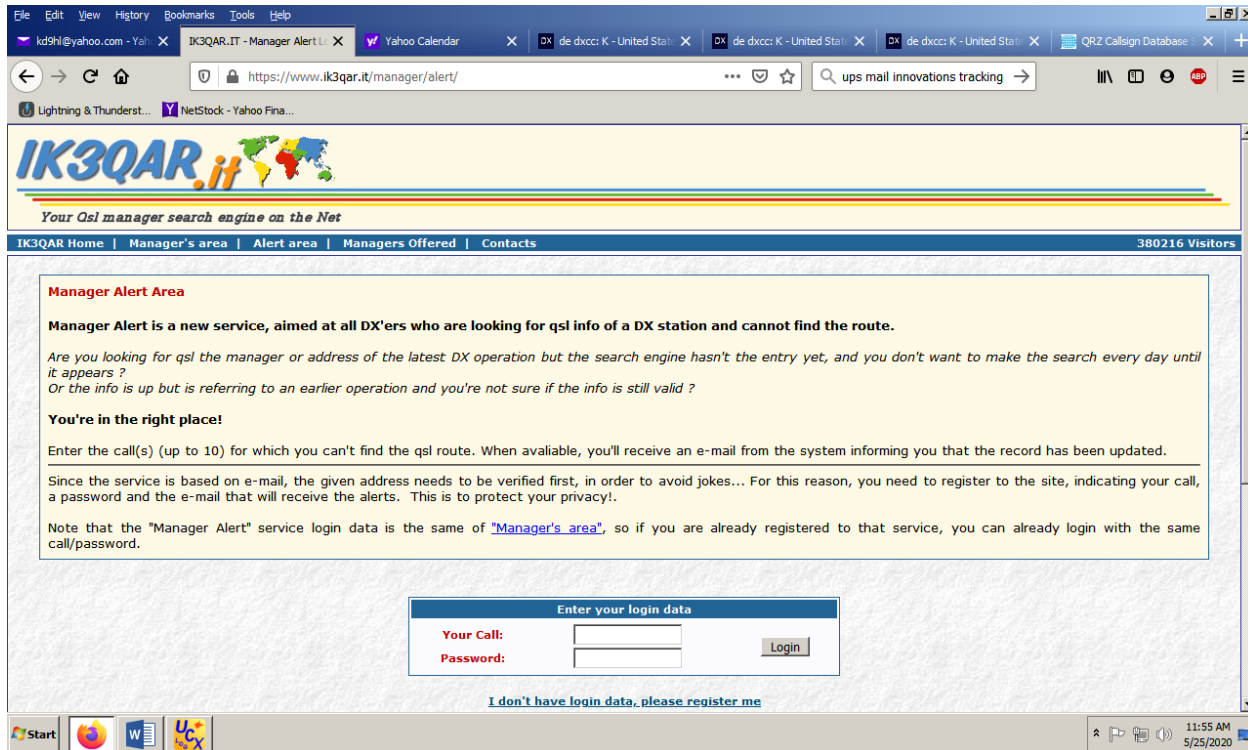 File Edit View History Bookmarks Tools Help
kd9hl@yahoo.com - Yah
IK3QAR.IT - Manager Alert Lo
Yahoo Calendar
DX de dxcc: K - United State
DX de dxcc: K - United State
DX de dxcc: K - United State
QRZ Callsign Database S
https://www.ik3qar.it/manager/alert/
ups mail innovations tracking
ABP
Lightning & Thunderst... NetStock - Yahoo Fina...
IK3QAR.it
Your Qsl manager search engine on the Net
IK3QAR Home | Manager's area | Alert area | Managers Offered | Contacts 380216 Visitors
Manager Alert Area
Manager Alert is a new service, aimed at all DX'ers who are looking for qsl info of a DX station and cannot find the route.
Are you looking for qsl the manager or address of the latest DX operation but the search engine hasn't the entry yet, and you don't want to make the search every day until
it appears ?
Or the info is up but is referring to an earlier operation and you're not sure if the info is still valid ?
You're in the right place!
Enter the call(s) (up to 10) for which you can't find the qsl route. When avaliable, you'll receive an e-mail from the system informing you that the record has been updated.
Since the service is based on e-mail, the given address needs to be verified first, in order to avoid jokes... For this reason, you need to register to the site, indicating your call,
a password and the e-mail that will receive the alerts. This is to protect your privacy!.
Note that the "Manager Alert" service login data is the same of "Manager's area", so if you are already registered to that service, you can already login with the same
call/password.
Enter your login data
Your Call:
Password:
Login
I don't have login data, please register me
Start
W
UCX
Log
11:55 AM
5/25/2020